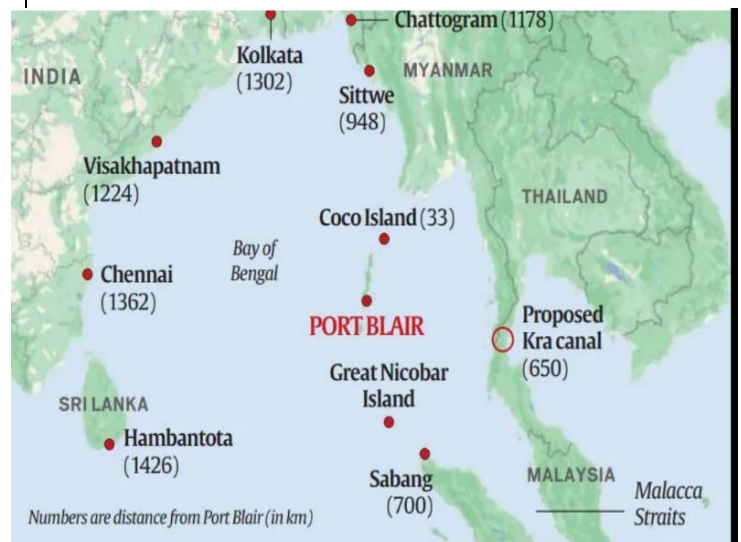 Chattogram (1178)
Kolkata
(1302)
INDIA
MYANMAR
Sittwe
(948)
Visakhapatnam
(1224)
THAILAND
Coco Island (33)
Bay of
Bengal
Chennai
(1362)
PORT BLAIR
Proposed
Kra canal
(650)
Great Nicobar
Island
SRI LANKA
Hambantota
(1426)
Sabang
(700)
MALAYSIA
Malacca
Straits
Numbers are distance from Port Blair (in km)